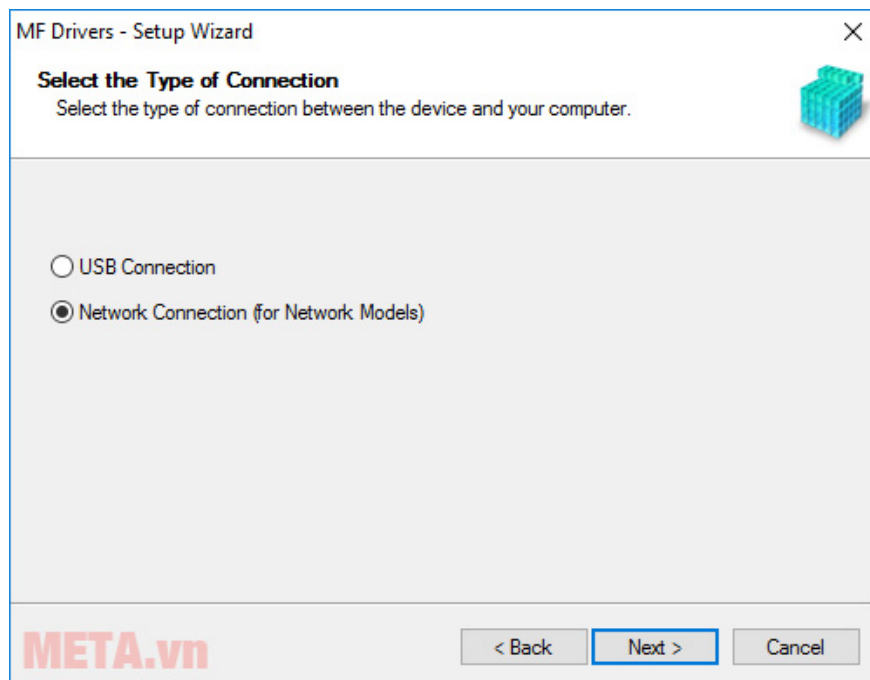 MF Drivers - Setup Wizard
Select the Type of Connection
Select the type of connection between the device and your computer.
USB Connection
Network Connection (for Network Models)
META.vn
< Back
Next >
Cancel